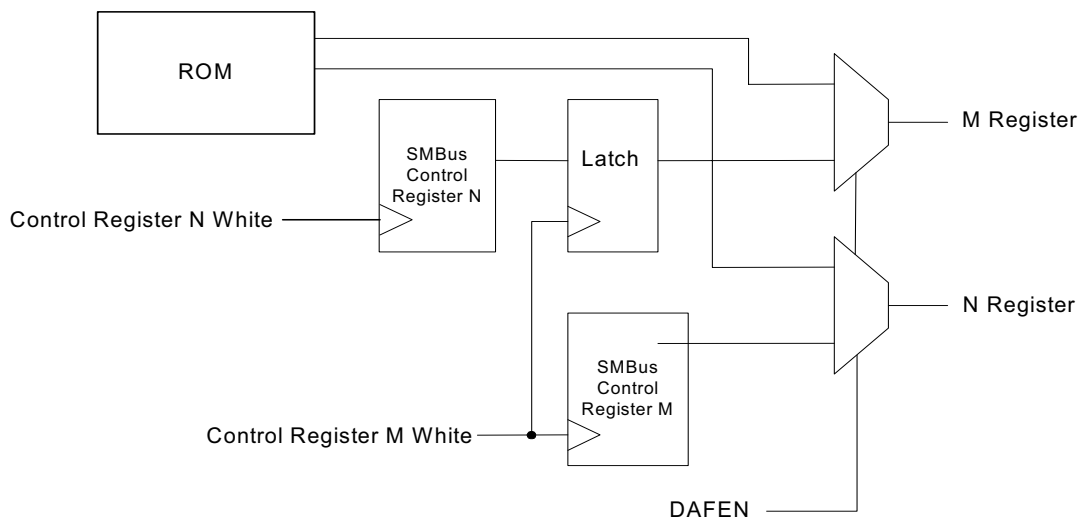 ROM
M Register
SMBus
Control
Register N
Latch
Control Register N White
N Register
SMBus
Control
Register M
Control Register M White
DAFEN